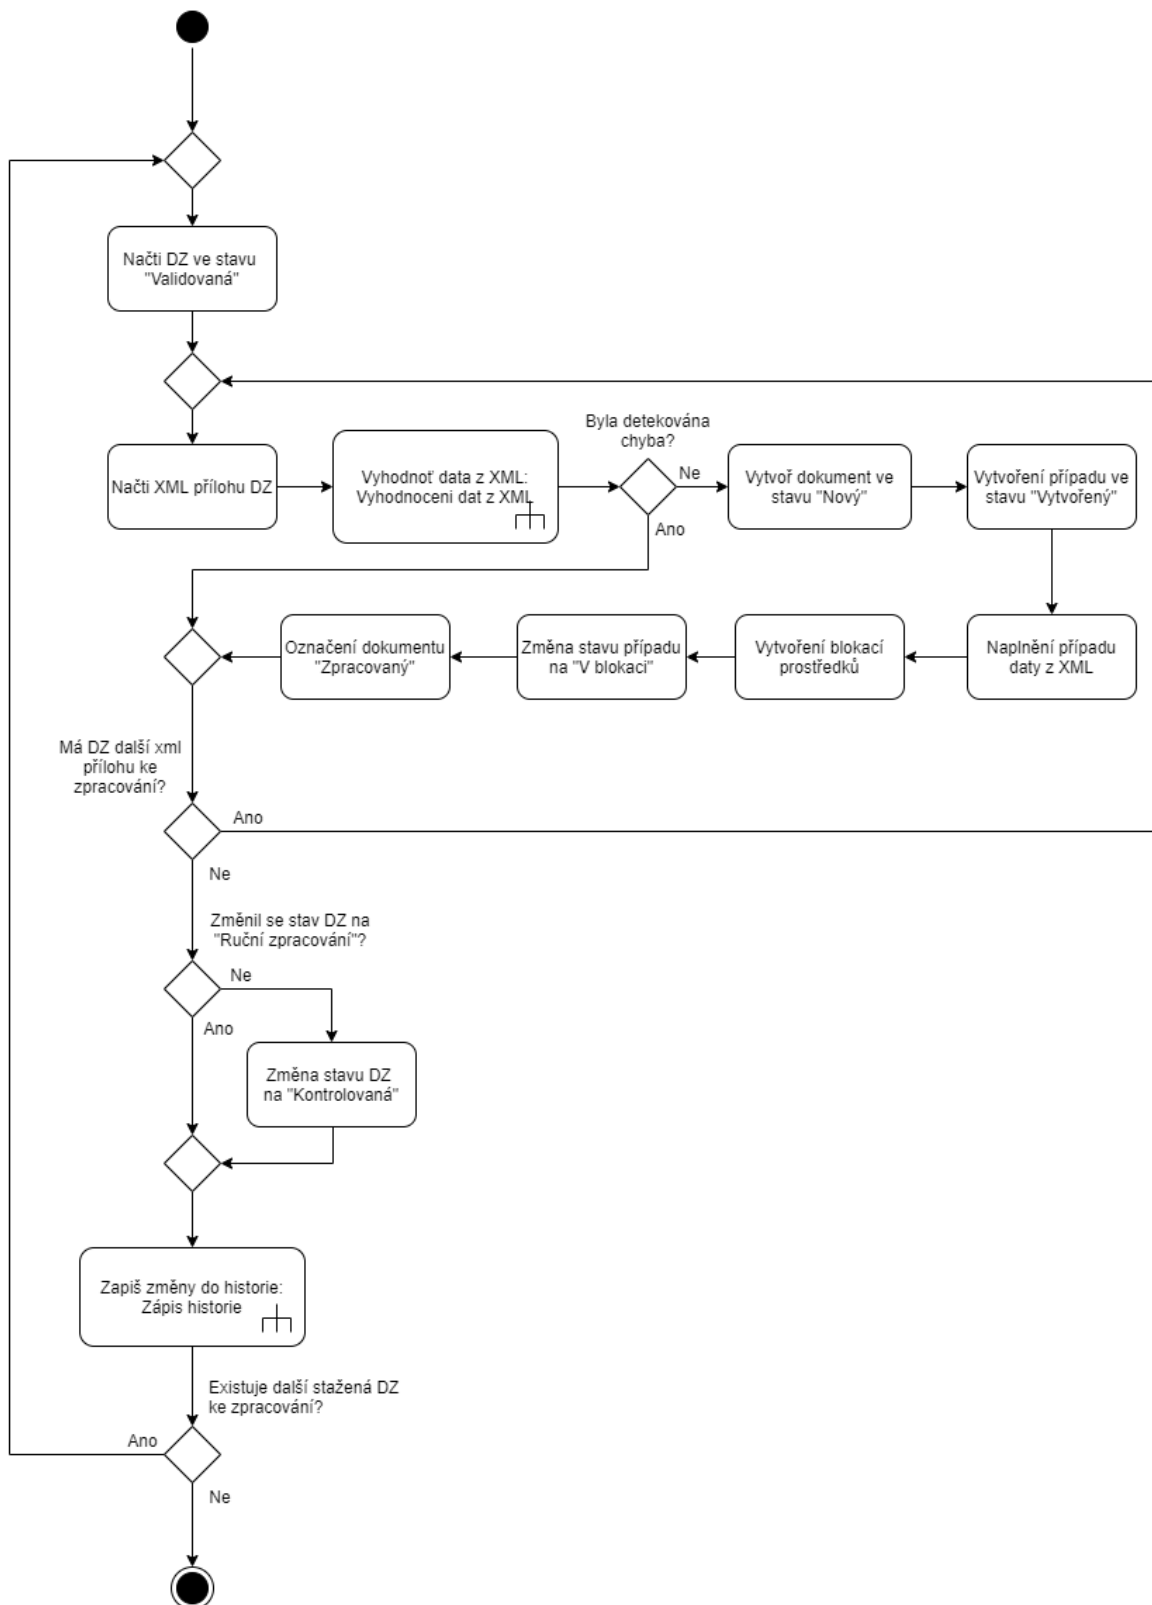 Načti DZ ve stavu
"Validovaná"
Byla detekována
chyba?
Načti XML přílohu DZ
Vyhodnoť data z XML:
Vyhodnoceni dat z XML
Ne
Ano
Vytvoř dokument ve
stavu "Nový"
Vytvoření případu ve
stavu "Vytvořený"
Označení dokumentu
"Zpracovaný"
Změna stavu případu
na "V blokaci"
Vytvoření blokací
prostředků
Naplnění případu
daty z XML
Má DZ další xml
přílohu ke
zpracování?
Ano
Ne
Změnil se stav DZ na
"Ruční zpracování"?
Ne
Ano
Změna stavu DZ
na "Kontrolovaná"
Zapiš změny do historie:
Zápis historie
Existuje další stažená DZ
ke zpracování?
Ano
Ne